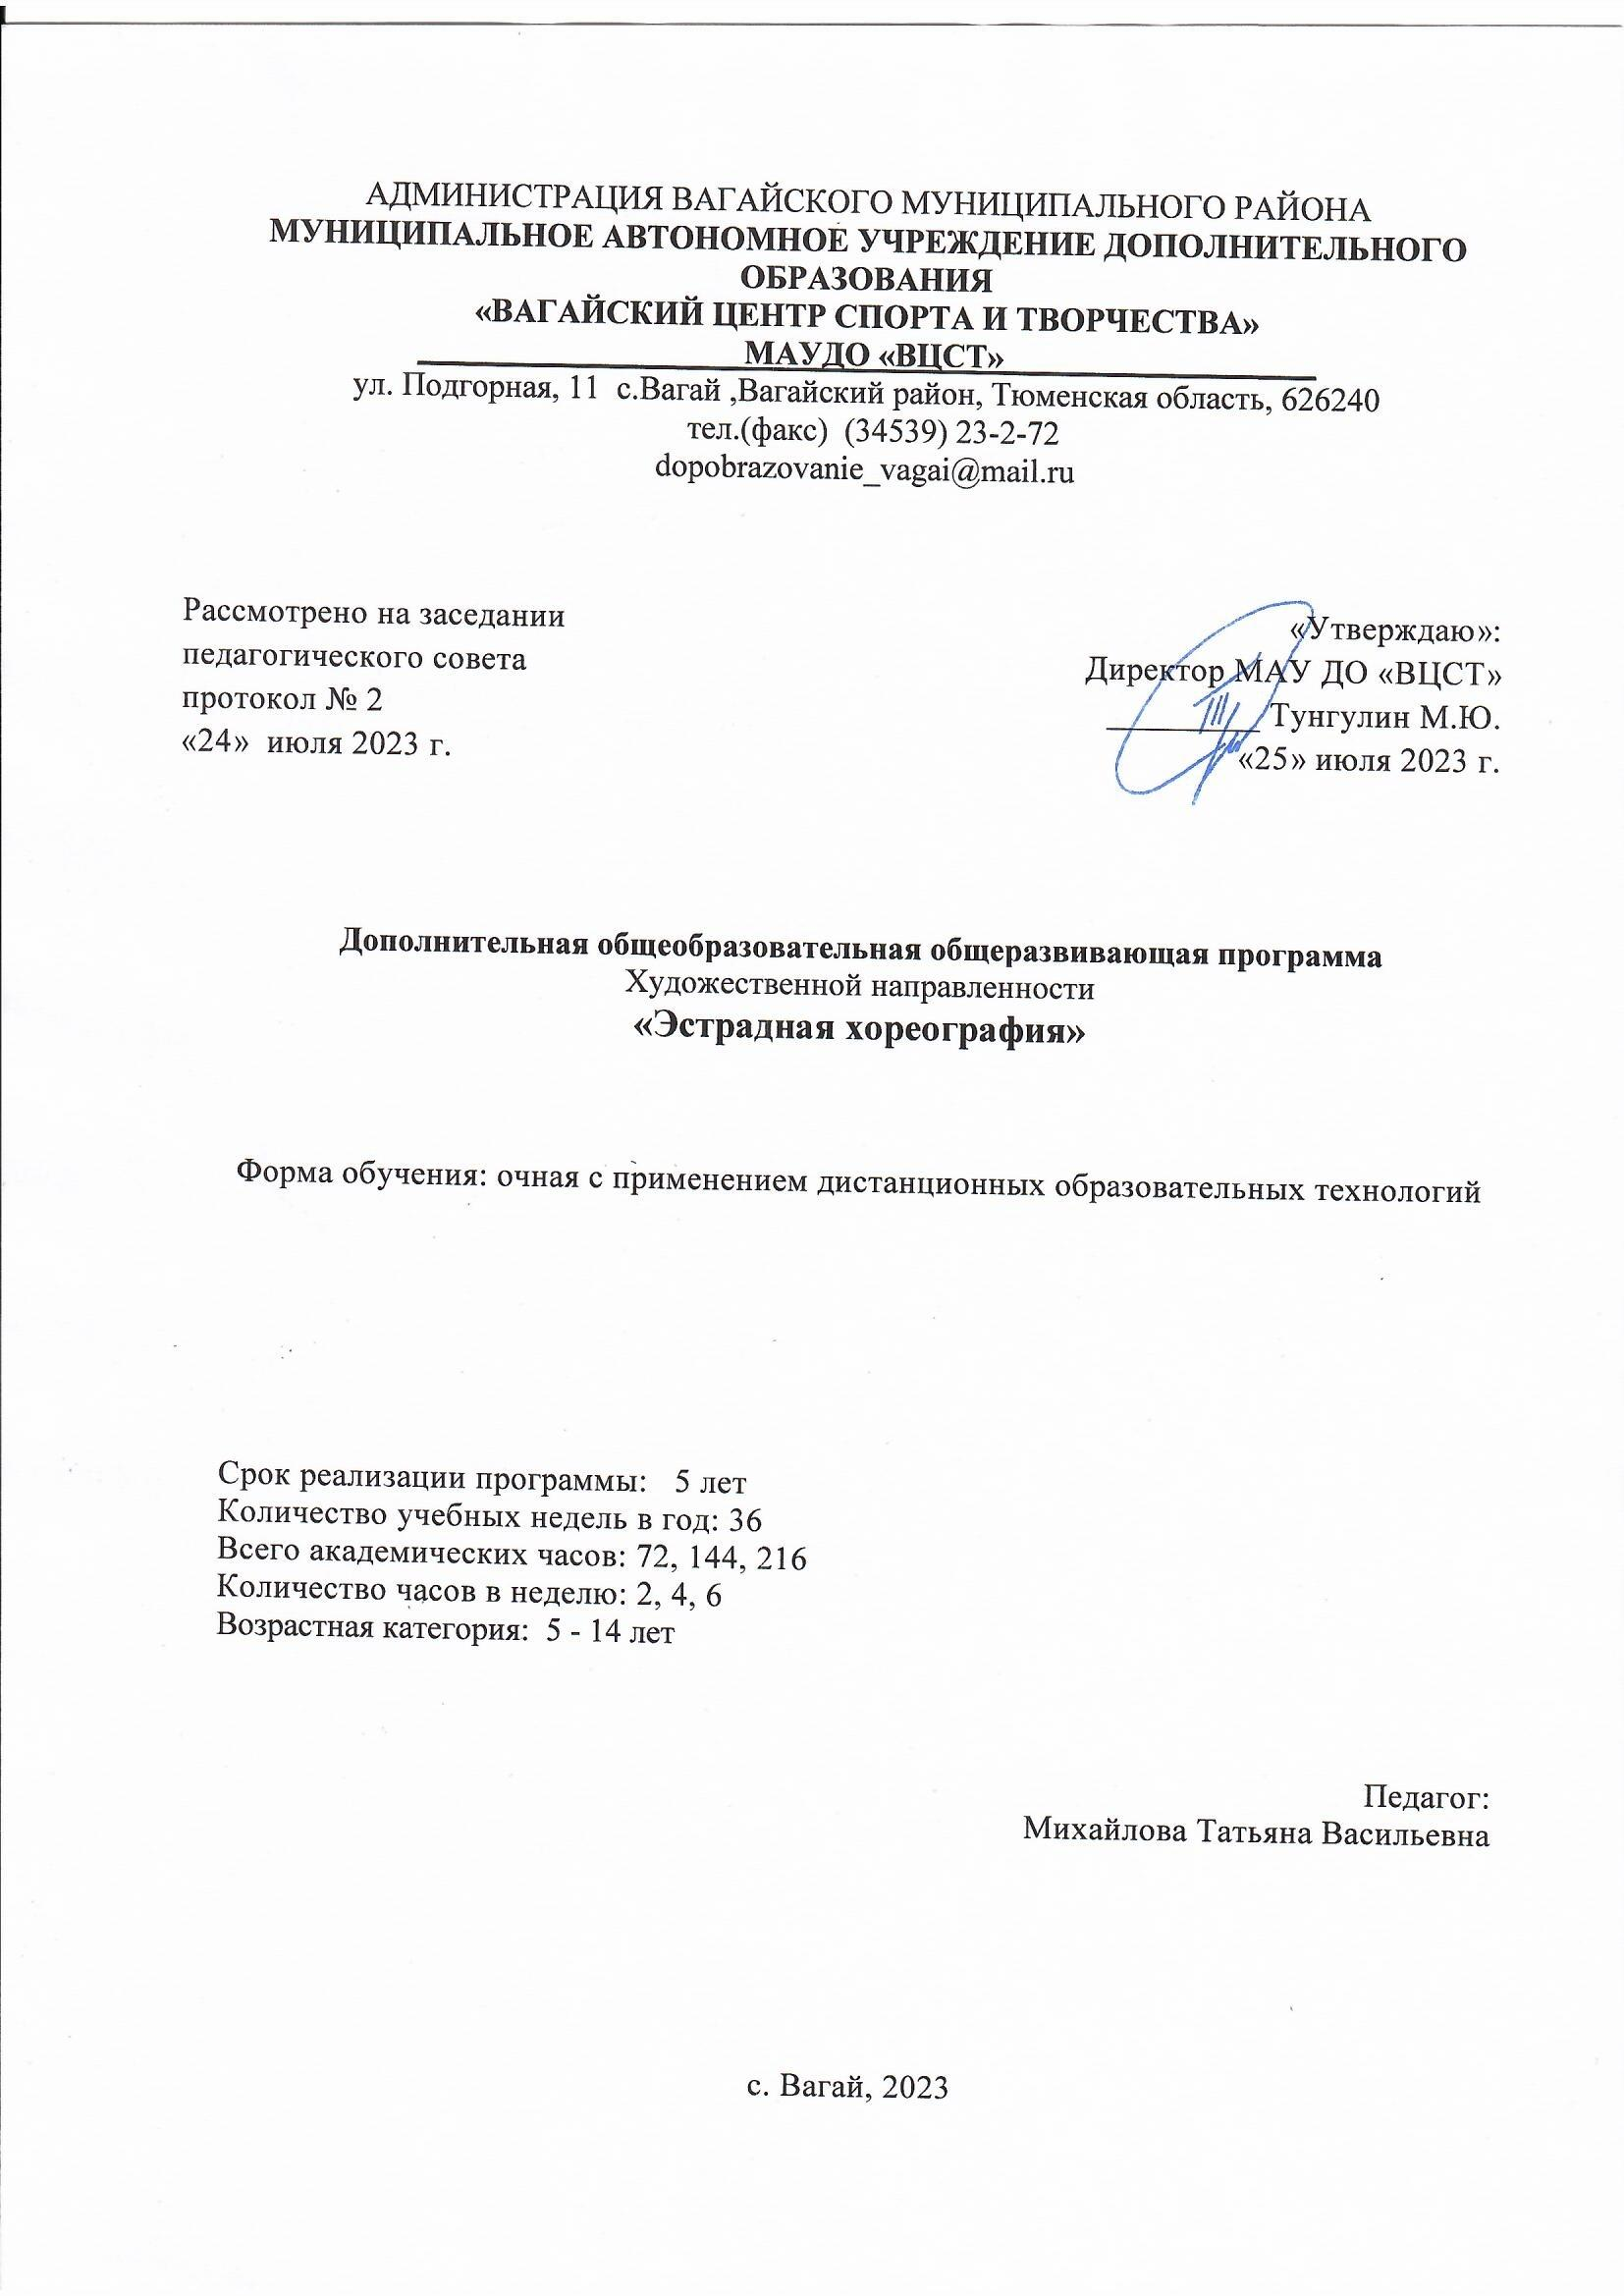 АДМИНИСТРАЦИЯ ВАГАЙСКОГО МУНИЦИПАЛЬНОГО РАЙОНА
МУНИЦИПАЛЬНОЕ АВТОНОМНОЕ УЧРЕЖДЕНИЕ ДОПОЛНИТЕЛЬНОГО
ОБРАЗОВАНИЯ
«ВАГАЙСКИЙ ЦЕНТР СПОРТА И ТВОРЧЕСТВА»
МАУДО «ВЦСТ»
ул. Подгорная, 11  с.Вагай ,Вагайский район, Тюменская область, 626240
тел.(факс)  (34539) 23-2-72
dopobrazovanie_vagai@mail.ru
Рассмотрено на заседании
педагогического совета
протокол № 2
«24»  июля 2023 г.
«Утверждаю»:
Директор МАУ ДО «ВЦСТ»
_________ Тунгулин М.Ю.
«25» июля 2023 г.
Дополнительная общеобразовательная общеразвивающая программа
Художественной направленности
«Эстрадная хореография»
Форма обучения: очная с применением дистанционных образовательных технологий
Срок реализации программы:   5 лет
Количество учебных недель в год: 36
Всего академических часов: 72, 144, 216
Количество часов в неделю: 2, 4, 6
Возрастная категория:  5 - 14 лет
Педагог:
Михайлова Татьяна Васильевна
с. Вагай, 2023